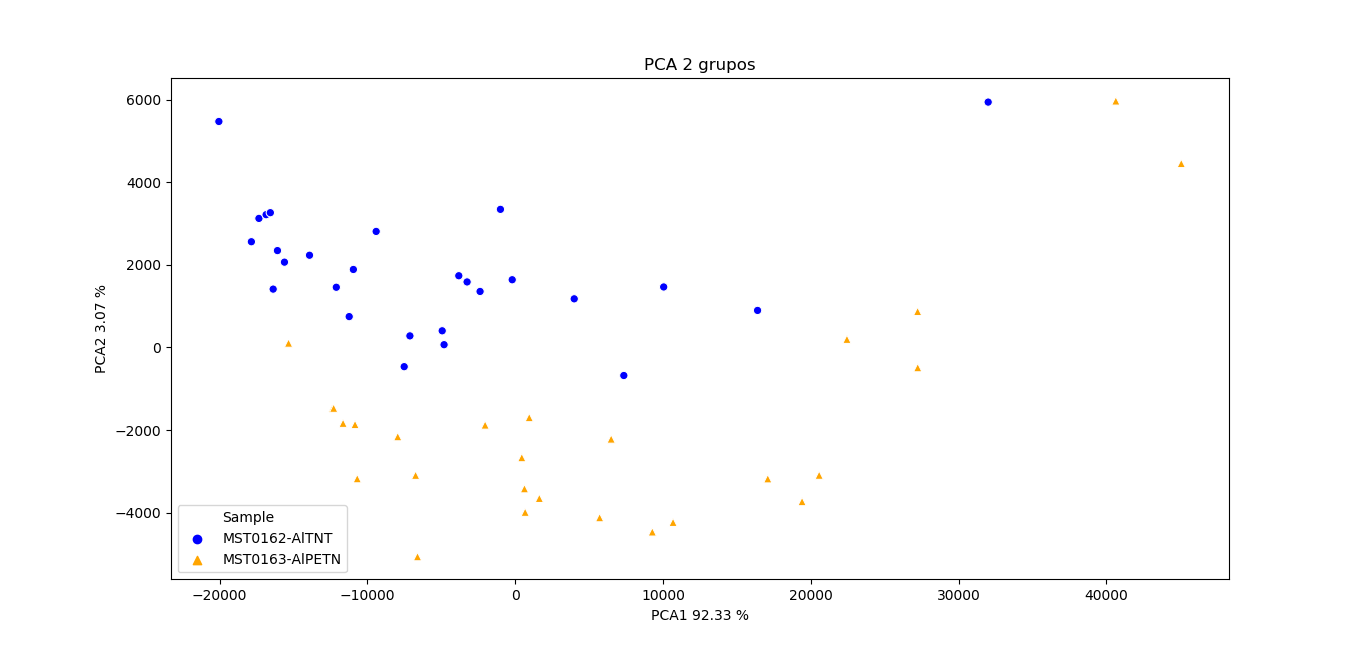 PCA 2 grupos
6000
4000
2000
0
−2000
−4000
PCA2 3.07 %
Sample
MST0162-AlTNT
MST0163-AlPETN
−20000
−10000
0
10000
20000
30000
40000
PCA1 92.33 %